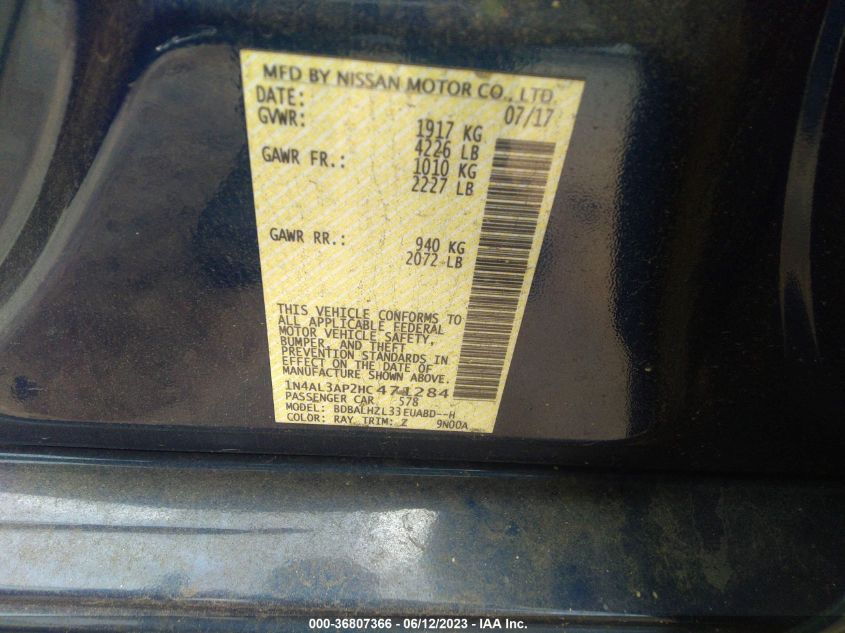 MFD BY NISSAN MOTOR CO., LTD.
DATE: 07/17
GVWR: 1917 KG
4226 LB
GAWR FR.: 1010 KG
2227 LB
GAWR RR.: 940 KG
2072 LB
THIS VEHICLE CONFORMS TO
ALL APPLICABLE FEDERAL
MOTOR VEHICLE SAFETY,
BUMPER, AND THEFT
PREVENTION STANDARDS IN
EFFECT ON THE DATE OF
MANUFACTURE SHOWN ABOVE.
1N4AL3AP2HC471284
PASSENGER CAR 578
MODEL: BDBALHZL33EUABD--H
COLOR: RAY TRIM: Z 9N00A
000-36807366 - 06/12/2023 - IAA Inc.